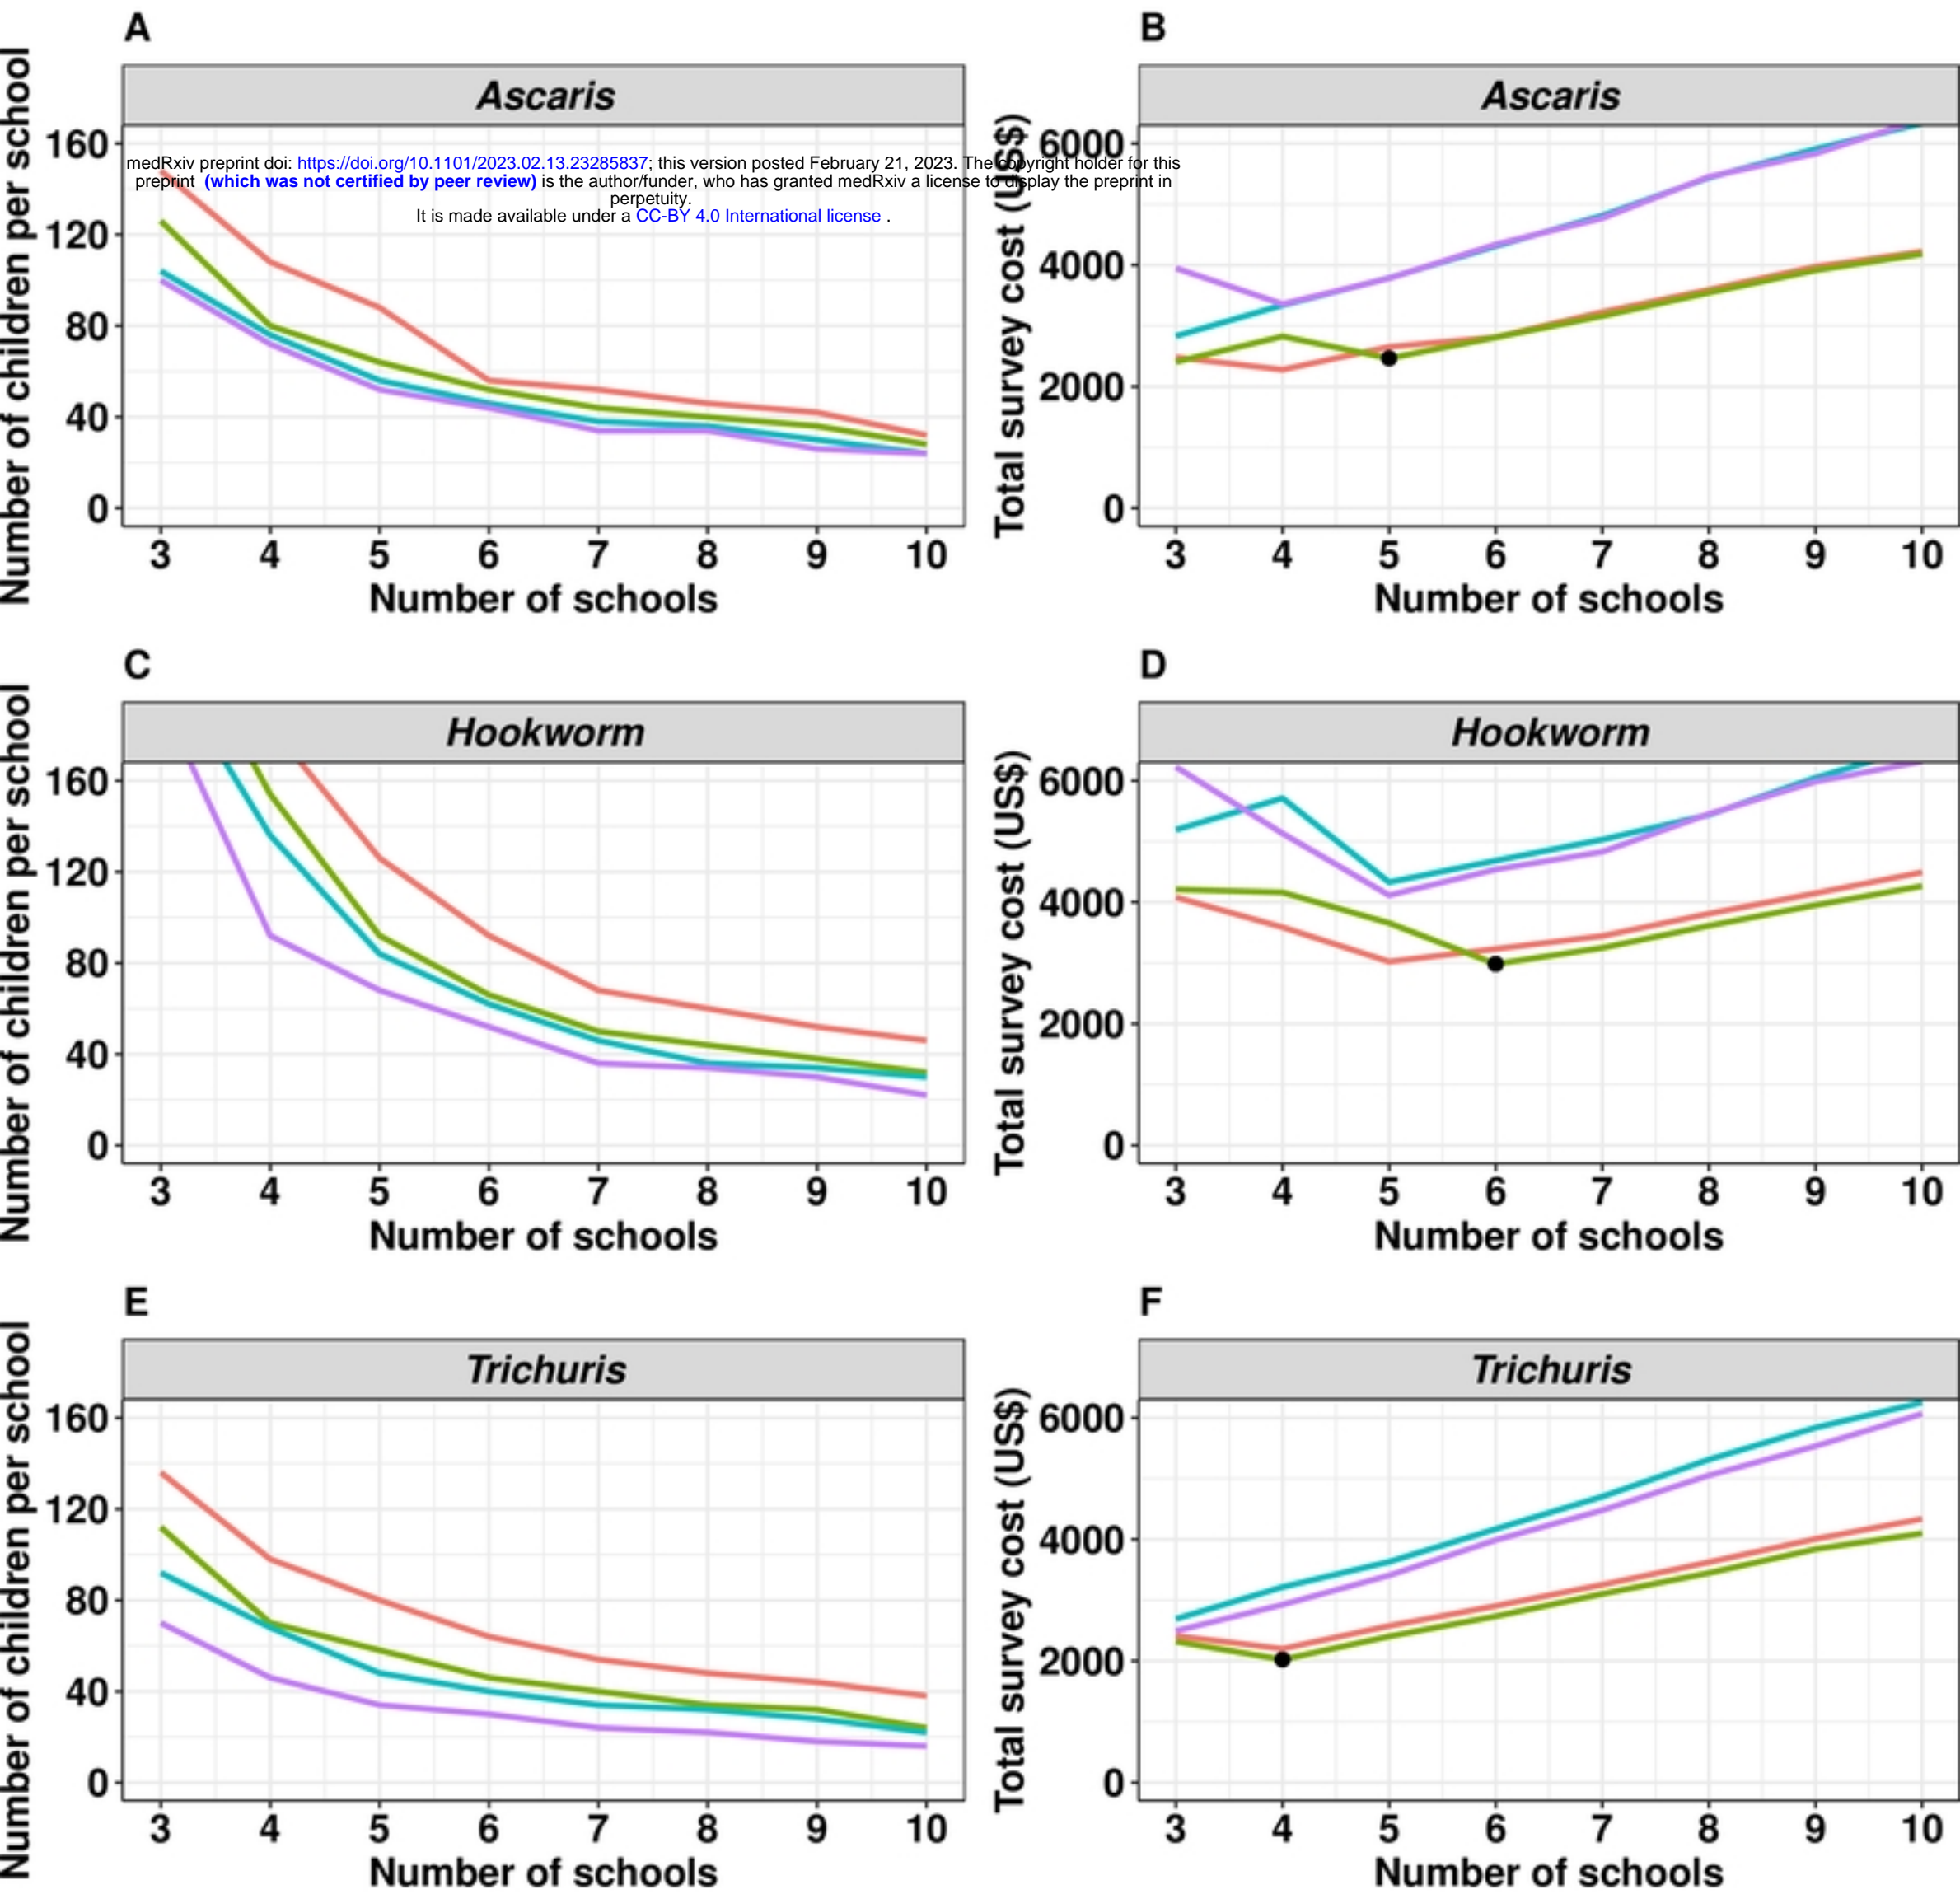 A
Ascaris
Number of children per school
160
120
80
40
0
3 4 5 6 7 8 9 10
Number of schools
medRxiv preprint doi: https://doi.org/10.1101/2023.02.13.23285837; this version posted February 21, 2023. The copyright holder for this
preprint (which was not certified by peer review) is the author/funder, who has granted medRxiv a license to display the preprint in
perpetuity.
It is made available under a CC-BY 4.0 International license .
B
Ascaris
Total survey cost (US$)
6000
4000
2000
0
3 4 5 6 7 8 9 10
Number of schools
C
Hookworm
Number of children per school
160
120
80
40
0
3 4 5 6 7 8 9 10
Number of schools
D
Hookworm
Total survey cost (US$)
6000
4000
2000
0
3 4 5 6 7 8 9 10
Number of schools
E
Trichuris
Number of children per school
160
120
80
40
0
3 4 5 6 7 8 9 10
Number of schools
F
Trichuris
Total survey cost (US$)
6000
4000
2000
0
3 4 5 6 7 8 9 10
Number of schools